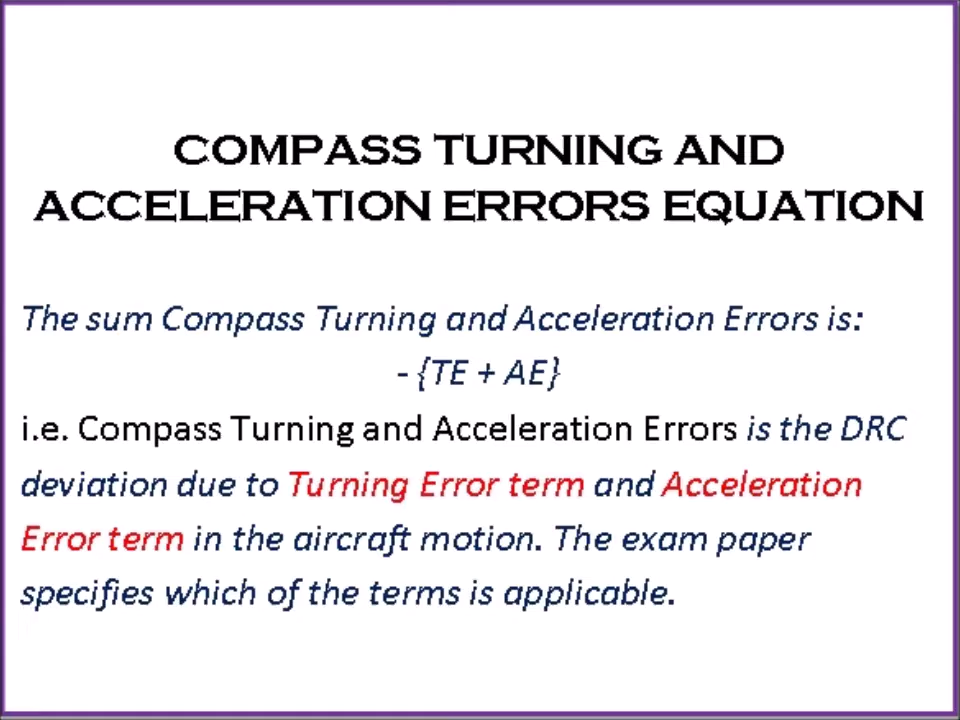 COMPASS TURNING AND
ACCELERATION ERRORS EQUATION
The sum Compass Turning and Acceleration Errors is:
- {TE + AE}
i.e. Compass Turning and Acceleration Errors is the DRC
deviation due to Turning Error term and Acceleration
Error term in the aircraft motion. The exam paper
specifies which of the terms is applicable.